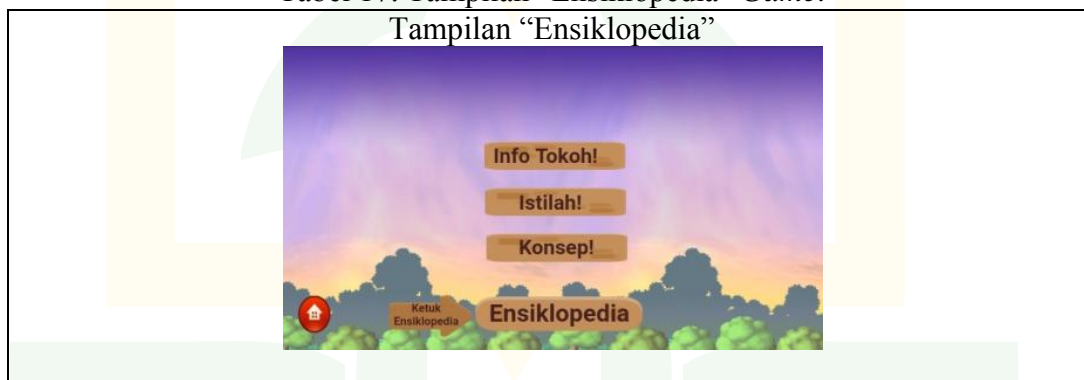 Tampilan “Ensiklopedia”
Info Tokoh!
Istilah!
Konsep!
Ketuk
Ensiklopedia
Ensiklopedia